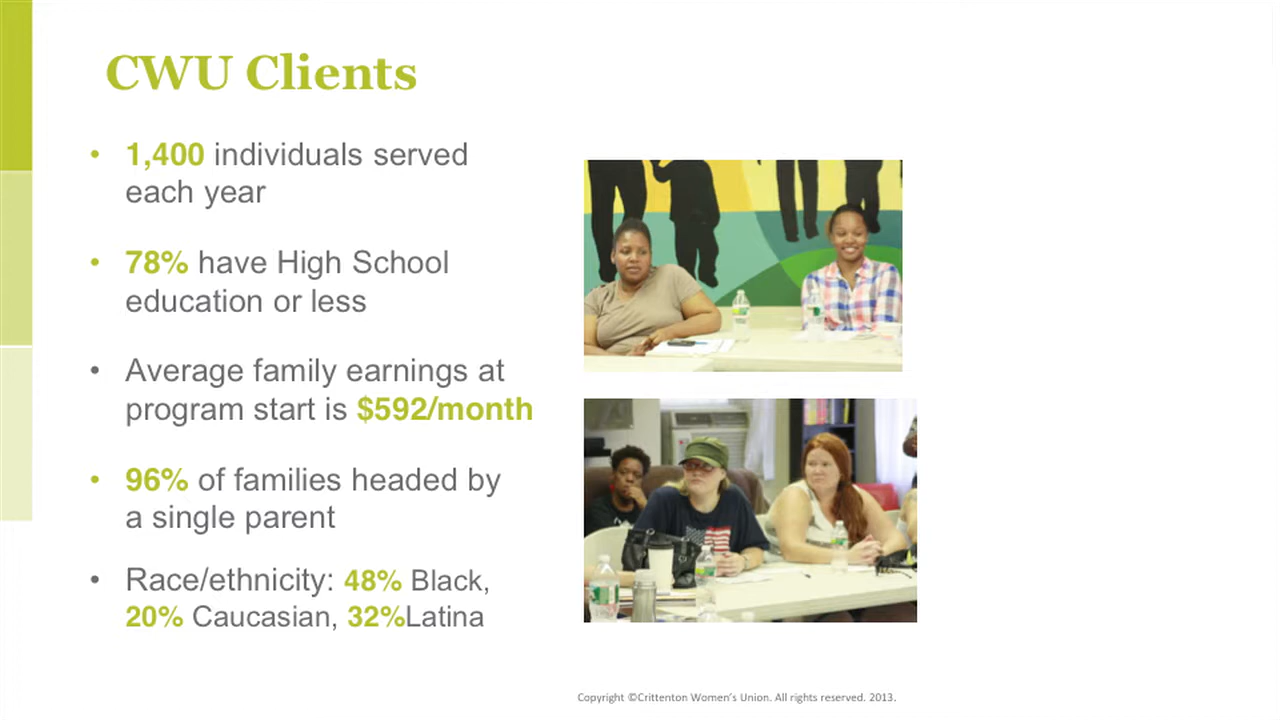 CWU Clients
• 1,400 individuals served
each year
• 78% have High School
education or less
• Average family earnings at
program start is $592/month
• 96% of families headed by
a single parent
• Race/ethnicity: 48% Black,
20% Caucasian, 32%Latina
Copyright ©Crittenton Women's Union. All rights reserved. 2013.